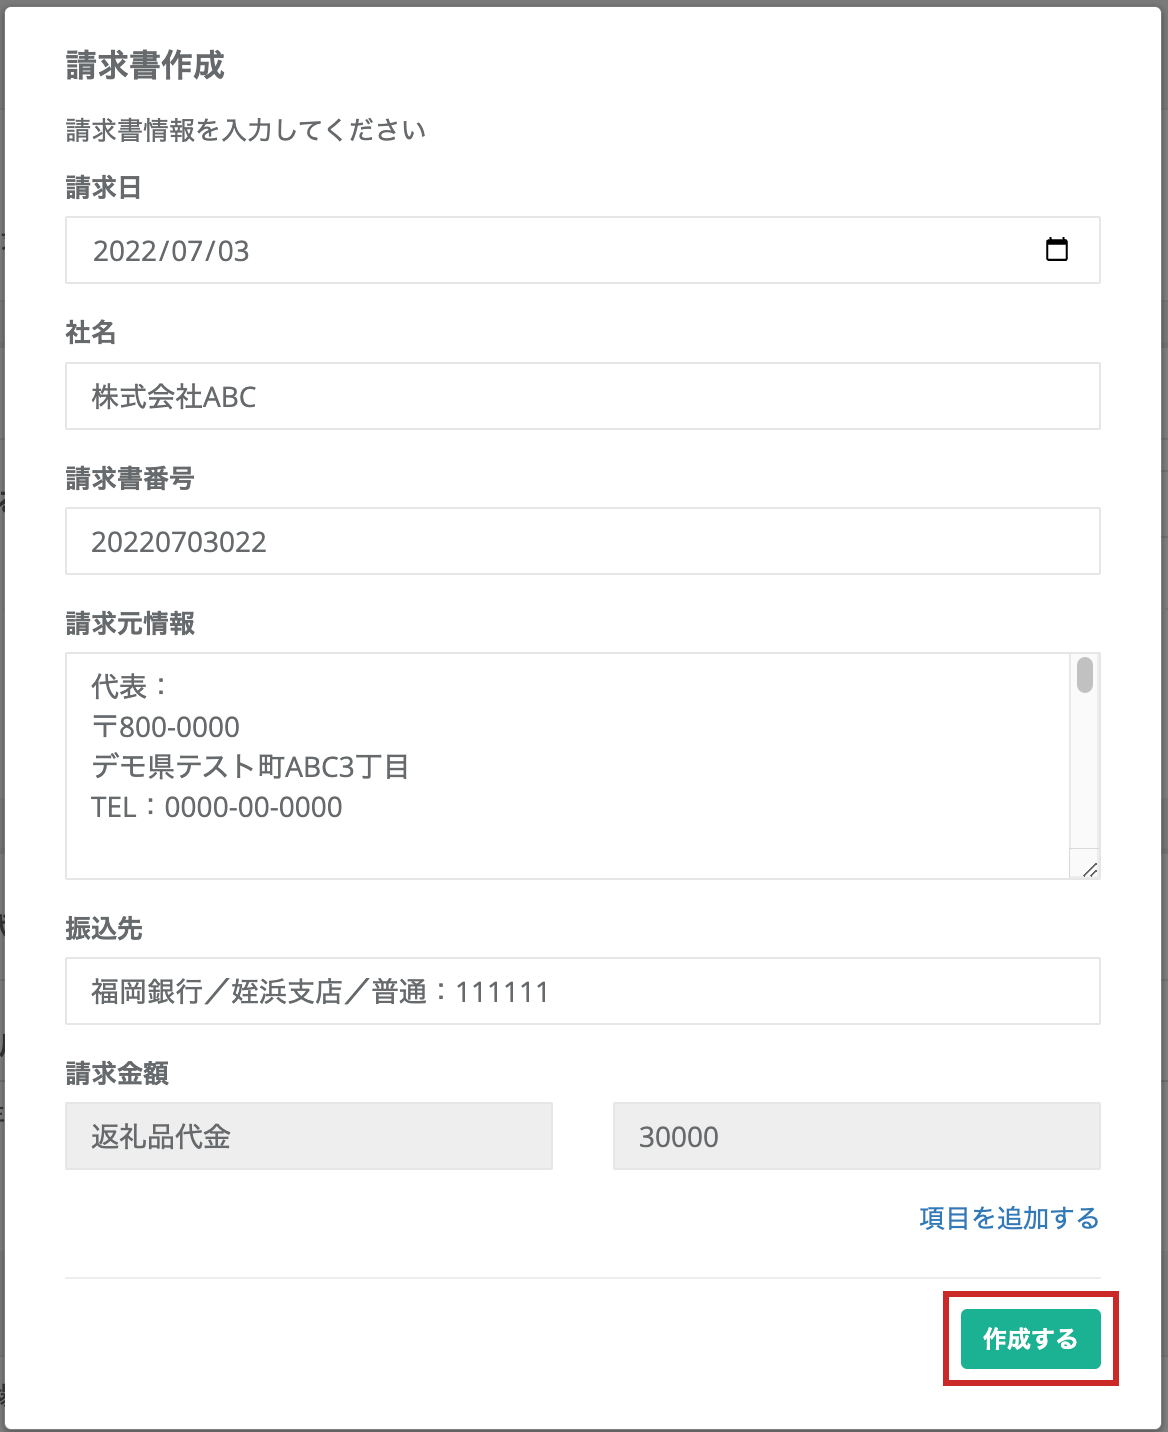 請求書作成
請求書情報を入力してください
請求日
2022/07/03
社名
株式会社ABC
請求書番号
20220703022
請求元情報
代表：
〒800-0000
デモ県テスト町ABC3丁目
TEL：0000-00-0000
振込先
福岡銀行／姪浜支店／普通：111111
請求金額
返礼品代金 30000
項目を追加する
作成する